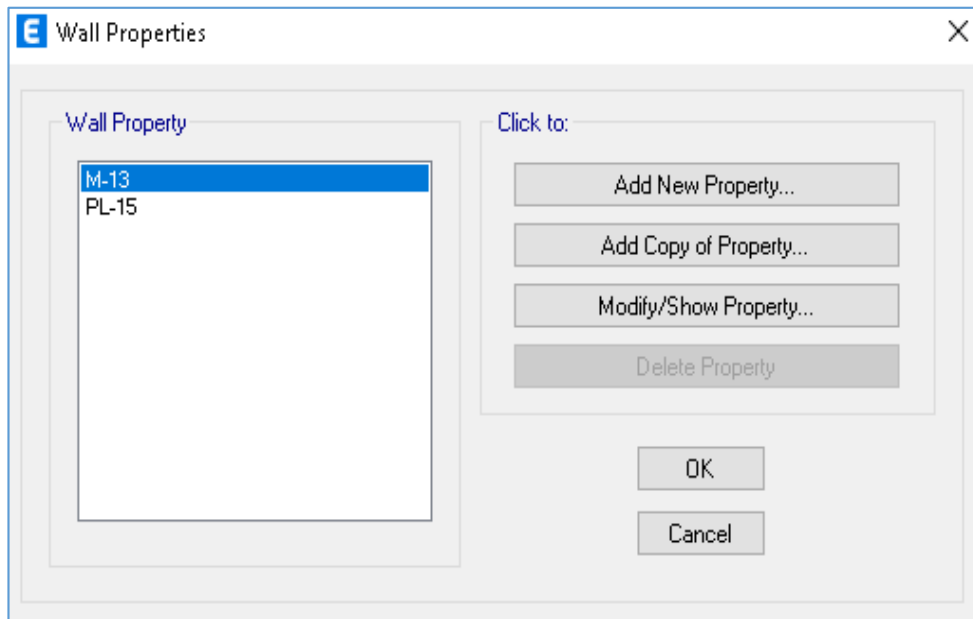 E Wall Properties
Wall Property
M-13
PL-15
Click to:
Add New Property...
Add Copy of Property...
Modify/Show Property...
Delete Property
OK
Cancel